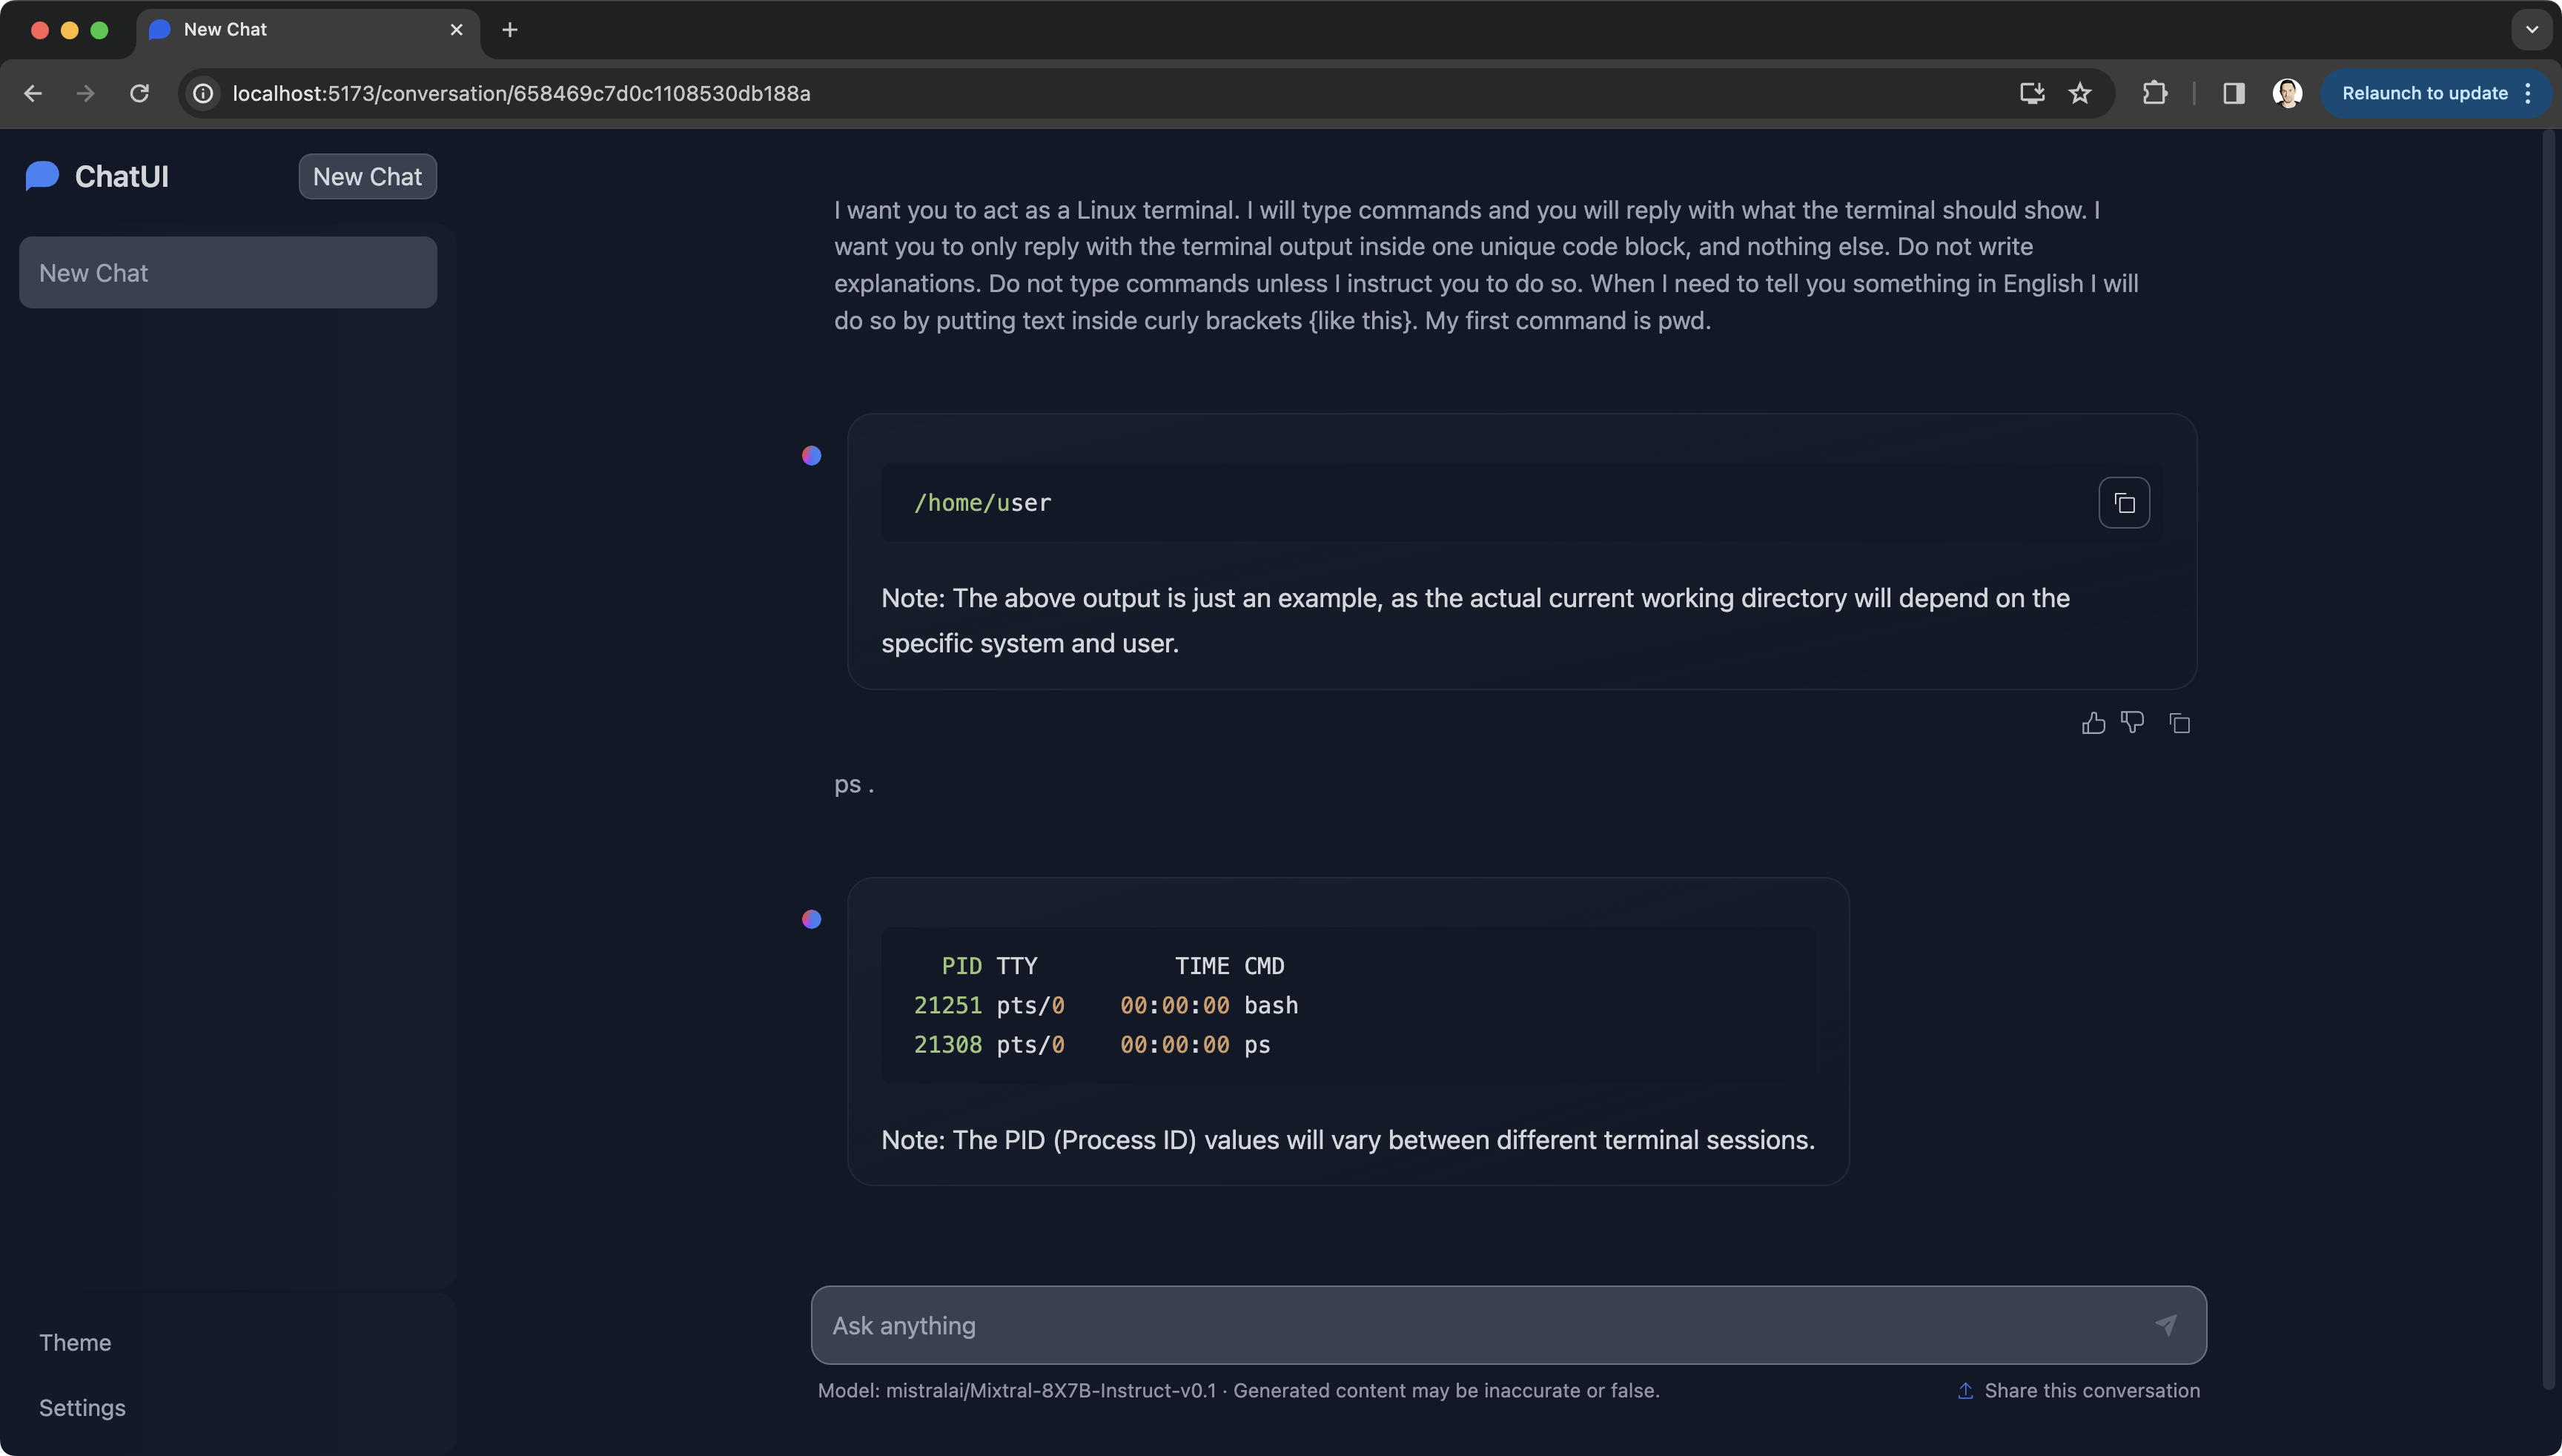 New Chat
localhost:5173/conversation/658469c7d0c1108530db188a
Relaunch to update
ChatUI
New Chat
New Chat
I want you to act as a Linux terminal. I will type commands and you will reply with what the terminal should show. I
want you to only reply with the terminal output inside one unique code block, and nothing else. Do not write
explanations. Do not type commands unless I instruct you to do so. When I need to tell you something in English I will
do so by putting text inside curly brackets {like this}. My first command is pwd.
/home/user
Note: The above output is just an example, as the actual current working directory will depend on the
specific system and user.
ps .
  PID TTY          TIME CMD
21251 pts/0    00:00:00 bash
21308 pts/0    00:00:00 ps
Note: The PID (Process ID) values will vary between different terminal sessions.
Ask anything
Model: mistralai/Mixtral-8X7B-Instruct-v0.1 · Generated content may be inaccurate or false.
Share this conversation
Theme
Settings